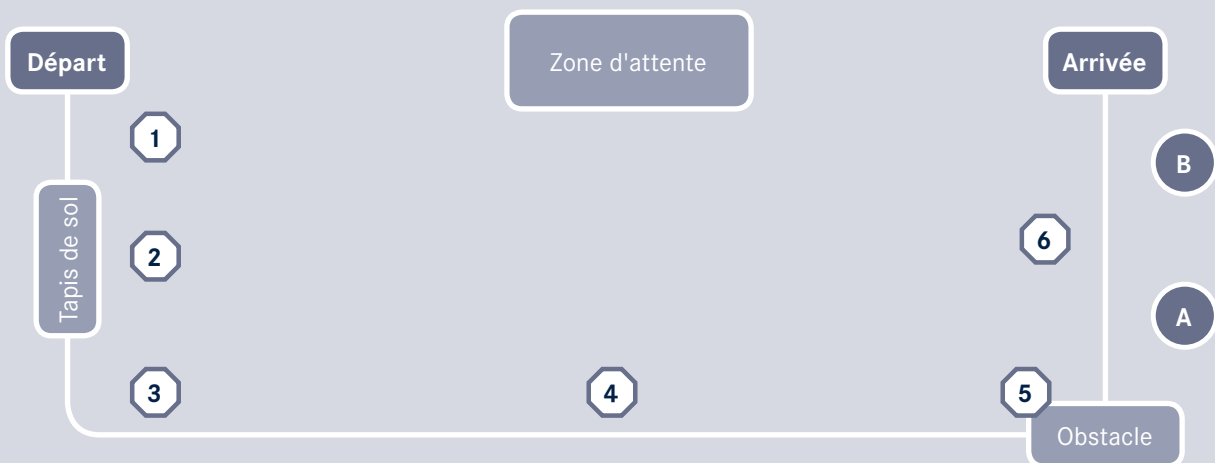 Départ
Zone d'attente
Arrivée
1
B
Tapis de sol
2
6
A
3
4
5
Obstacle